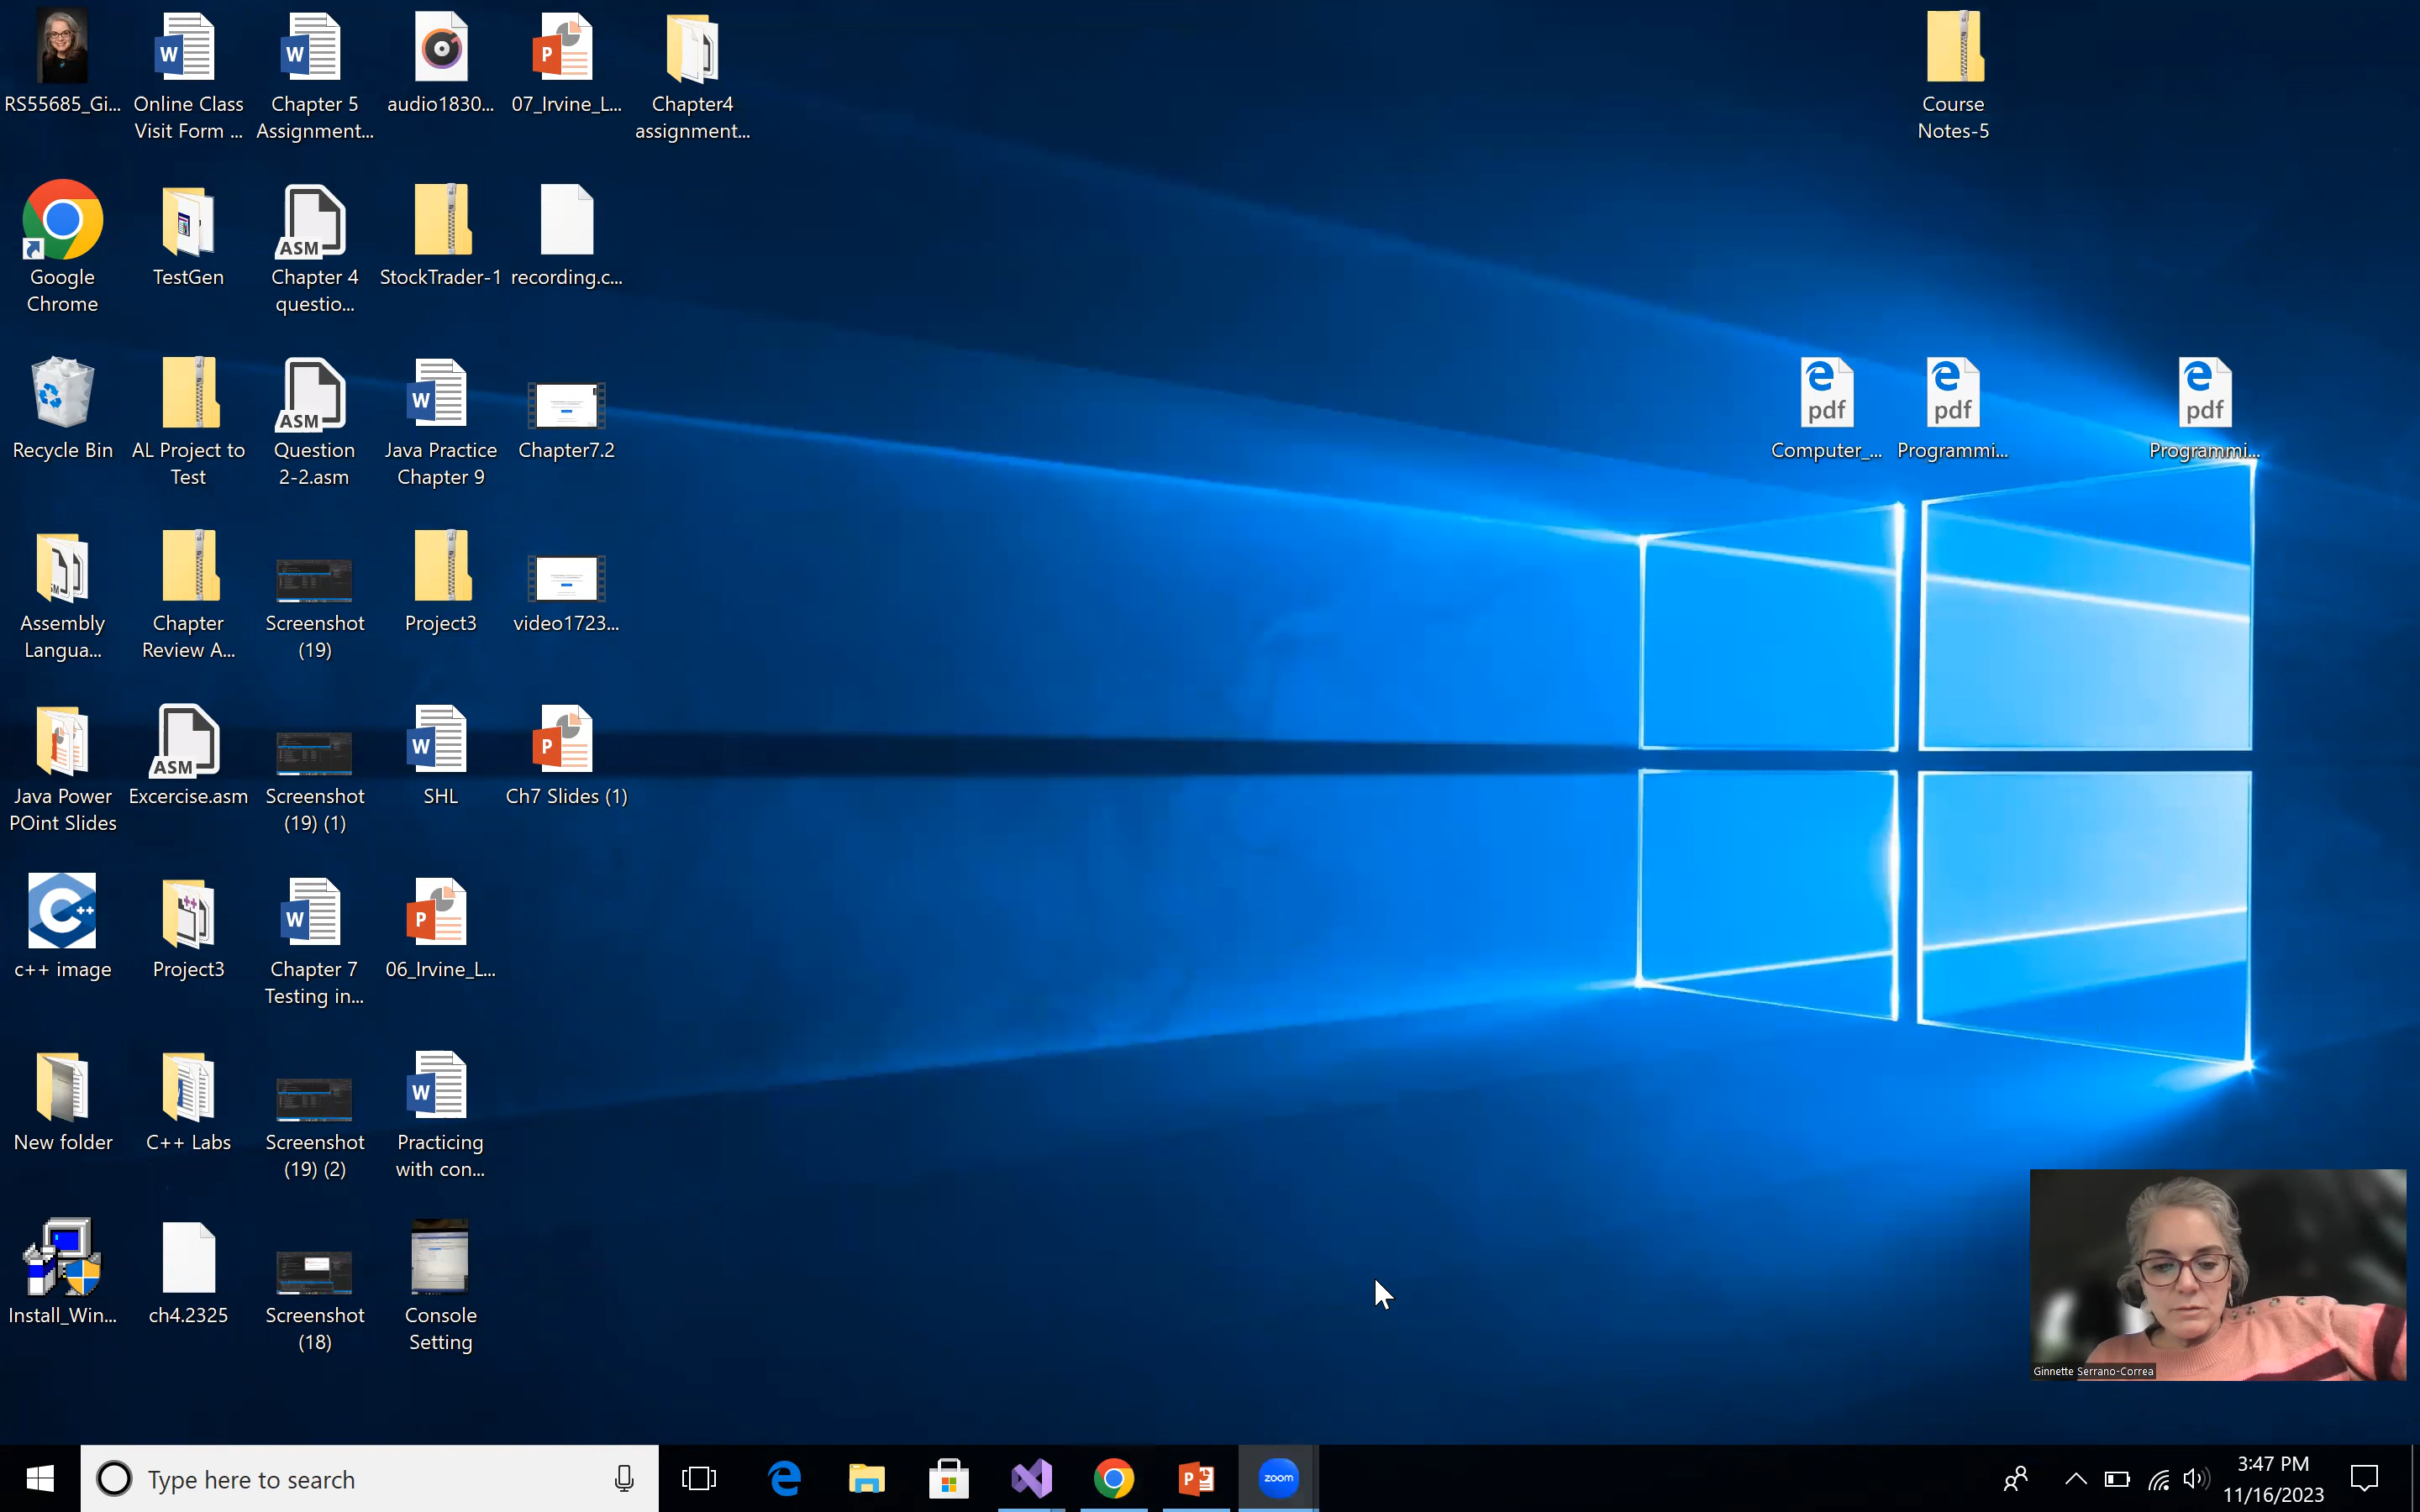 RS55685_Gi...
Online Class
Visit Form ...
Chapter 5
Assignment...
audio1830...
07_Irvine_L...
Chapter4
assignment...
Course
Notes-5
Google
Chrome
TestGen
ASM
Chapter 4
questio...
StockTrader-1
recording.c...
Recycle Bin
AL Project to
Test
ASM
Question
2-2.asm
Java Practice
Chapter 9
Chapter7.2
pdf
Computer_...
pdf
Programmi...
pdf
Programmi...
Assembly
Langua...
Chapter
Review A...
Screenshot
(19)
Project3
video1723...
Java Power
POint Slides
ASM
Excercise.asm
Screenshot
(19) (1)
SHL
Ch7 Slides (1)
C++
c++ image
Project3
Chapter 7
Testing in...
06_Irvine_L...
New folder
C++ Labs
Screenshot
(19) (2)
Practicing
with con...
Install_Win...
ch4.2325
Screenshot
(18)
Console
Setting
Ginnette Serrano-Correa
Type here to search
zoom
3:47 PM
11/16/2023